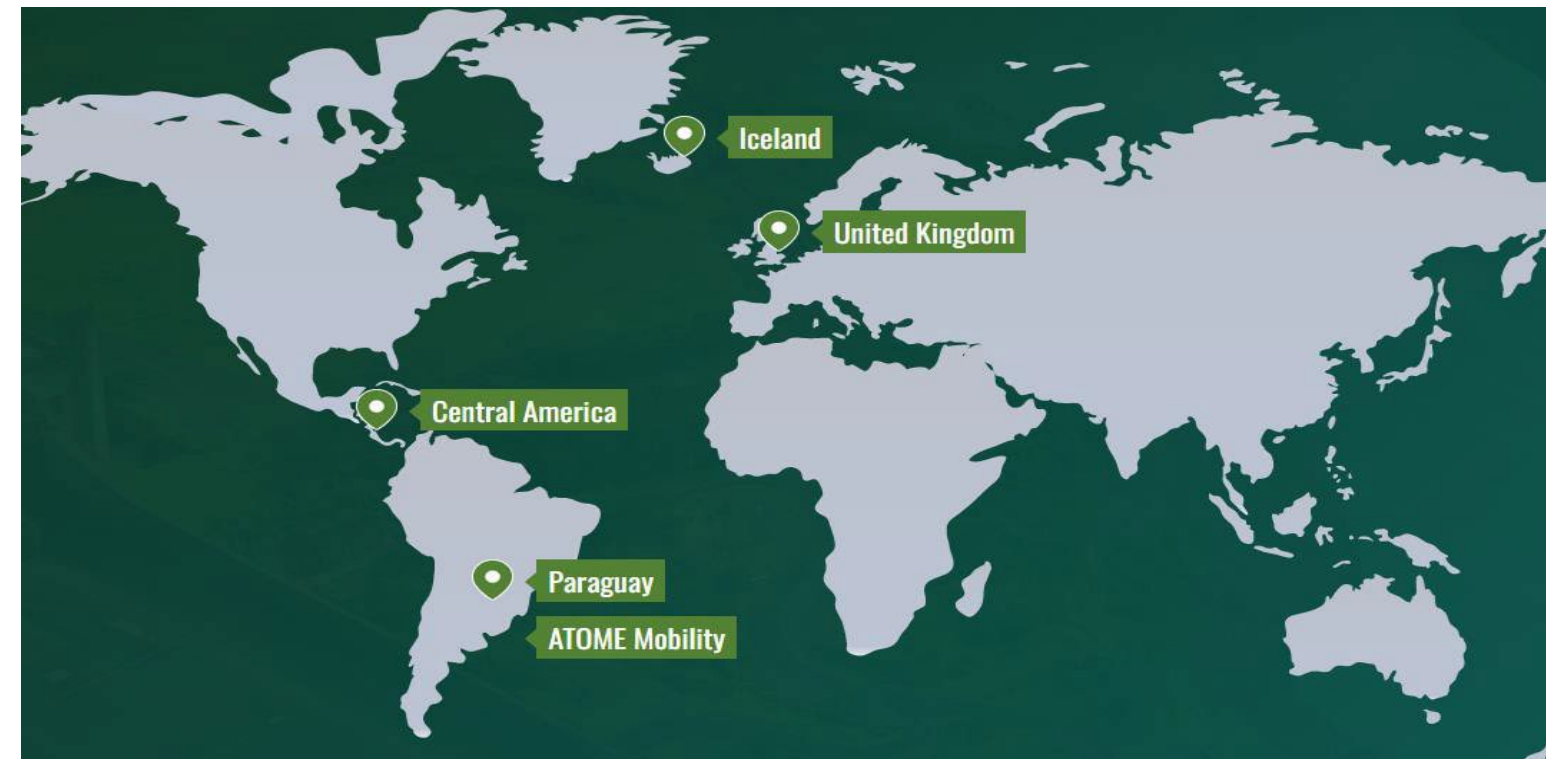 Iceland
United Kingdom
Central America
Paraguay
ATOME Mobility